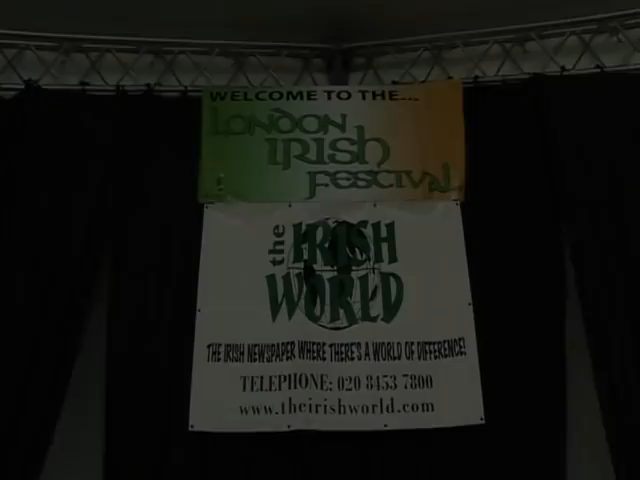 WELCOME TO THE...
LONDON
IRISH
FESTIVAL
the IRISH
WORLD
THE IRISH NEWSPAPER WHERE THERE'S A WORLD OF DIFFERENCE!
TELEPHONE: 020 8453 7800
www.theirishworld.com